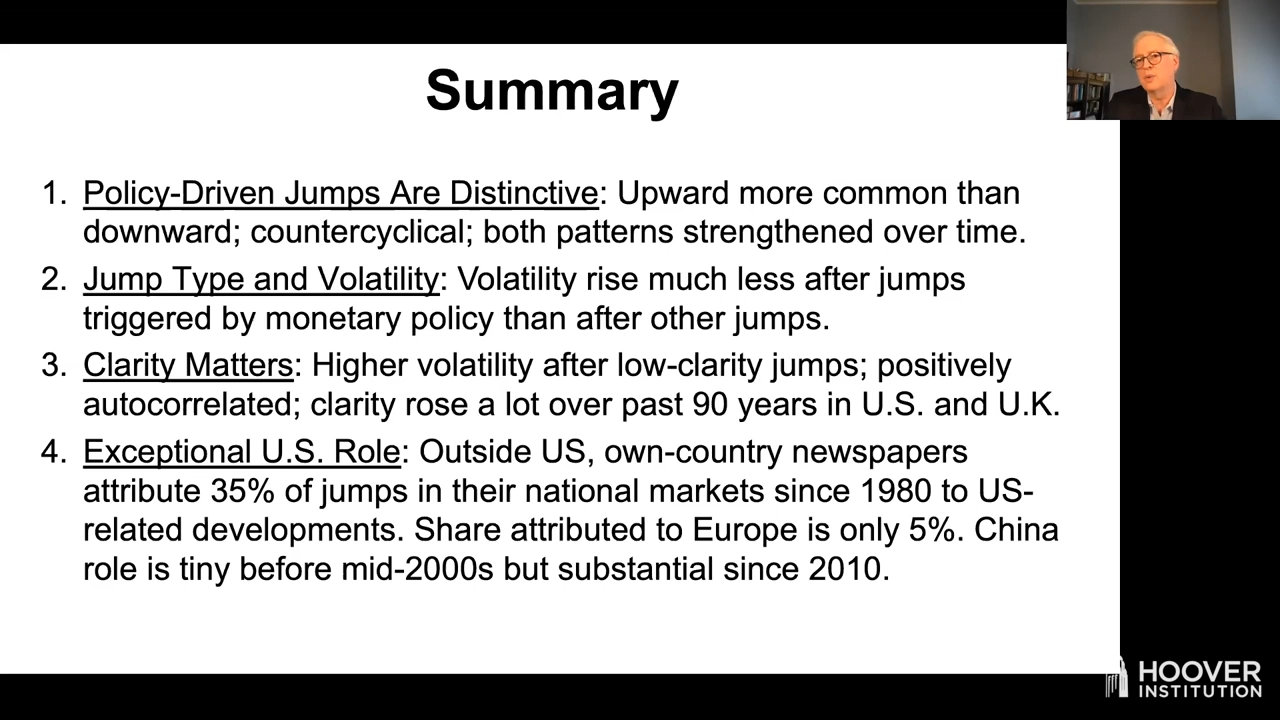 Summary
1. Policy-Driven Jumps Are Distinctive: Upward more common than
downward; countercyclical; both patterns strengthened over time.
2. Jump Type and Volatility: Volatility rise much less after jumps
triggered by monetary policy than after other jumps.
3. Clarity Matters: Higher volatility after low-clarity jumps; positively
autocorrelated; clarity rose a lot over past 90 years in U.S. and U.K.
4. Exceptional U.S. Role: Outside US, own-country newspapers
attribute 35% of jumps in their national markets since 1980 to US-
related developments. Share attributed to Europe is only 5%. China
role is tiny before mid-2000s but substantial since 2010.
HOOVER
INSTITUTION